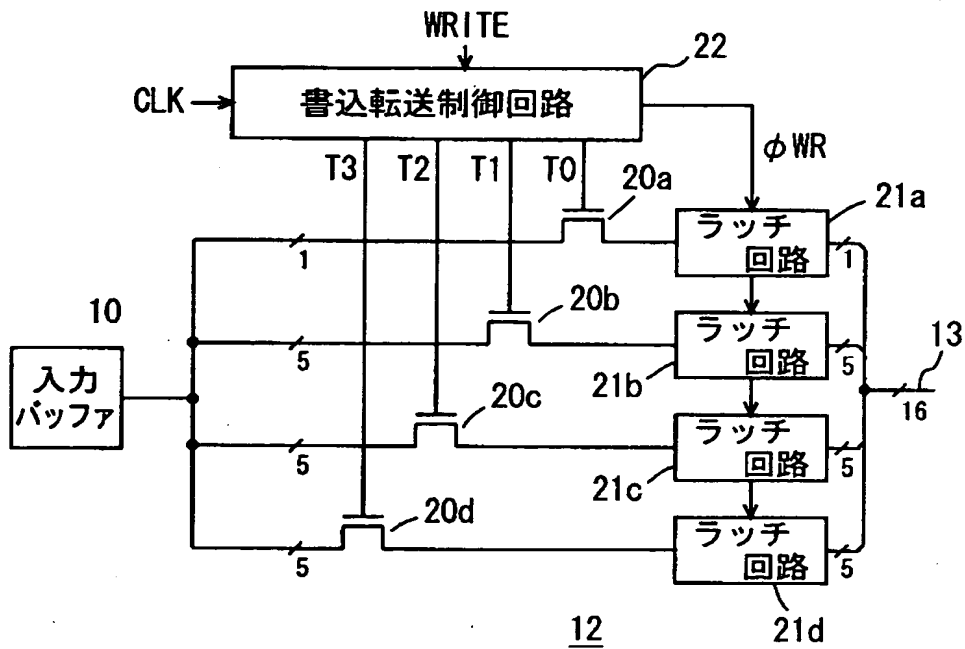 WRITE
22
CLK
書込転送制御回路
T3 T2 T1 T0
φWR
20a
21a
ラッチ
回路
1
1
10
20b
ラッチ
回路
5
5
13
入力
バッファ
21b
16
20c
ラッチ
回路
5
5
21c
20d
ラッチ
回路
5
5
12
21d